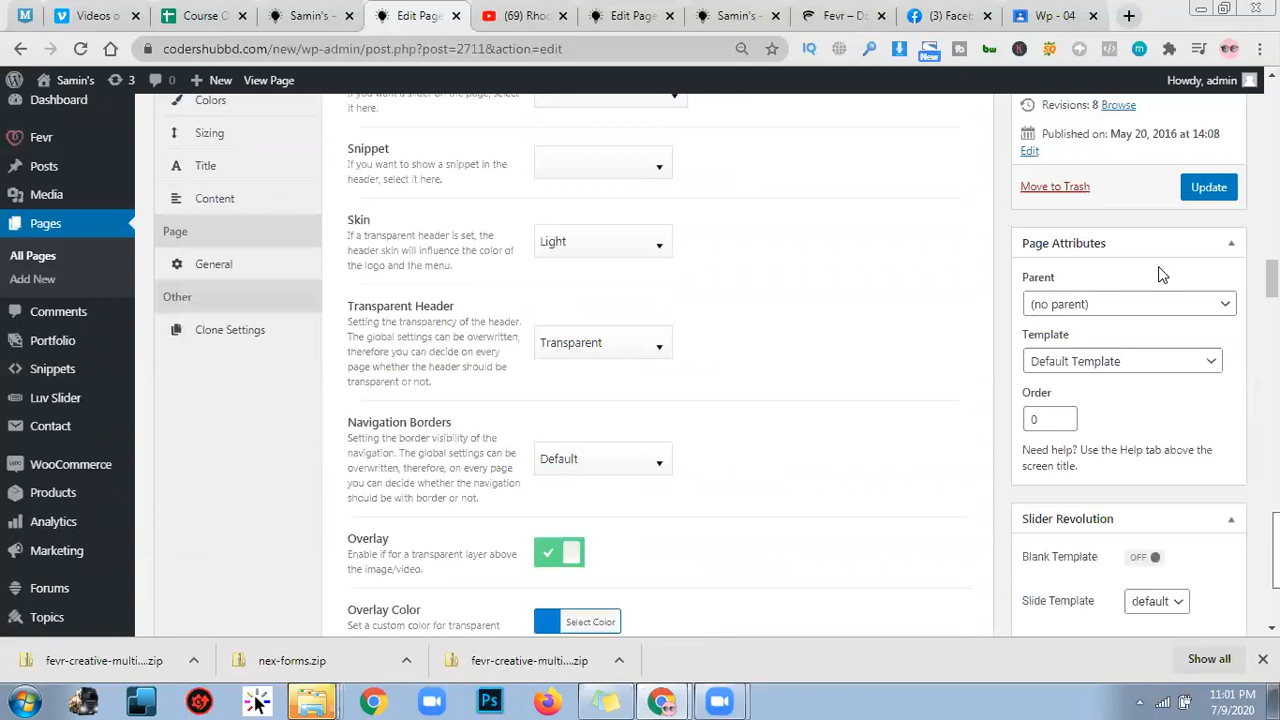 Videos •
Course C
Samin's –
Edit Page
(69) Rhod
Edit Page
Samin's
Fevr – Do
(3) Faceb
Wp - 04
codershubbd.com/new/wp-admin/post.php?post=2711&action=edit
New
Samin's
3
New
View Page
Howdy, admin
Dashboard
Fevr
Posts
Media
Pages
All Pages
Add New
Comments
Portfolio
Snippets
Luv Slider
Contact
WooCommerce
Products
Analytics
Marketing
Forums
Topics
Colors
Sizing
Title
Content
Page
General
Other
Clone Settings
it here.
Snippet
If you want to show a snippet in the
header, select it here.
Skin
If a transparent header is set, the
header skin will influence the color of
the logo and the menu.
Light
Transparent Header
Setting the transparency of the header.
The global settings can be overwritten,
therefore you can decide on every
page whether the header should be
transparent or not.
Transparent
Navigation Borders
Setting the border visibility of the
navigation. The global settings can be
overwritten, therefore, on every page
you can decide whether the navigation
should be with border or not.
Default
Overlay
Enable if for a transparent layer above
the image/video.
Overlay Color
Set a custom color for transparent
Select Color
Revisions: 8 Browse
Published on: May 20, 2016 at 14:08
Edit
Move to Trash
Update
Page Attributes
Parent
(no parent)
Template
Default Template
Order
0
Need help? Use the Help tab above the
screen title.
Slider Revolution
Blank Template
OFF
Slide Template
default
fevr-creative-multi....zip
nex-forms.zip
fevr-creative-multi....zip
Show all
11:01 PM
7/9/2020